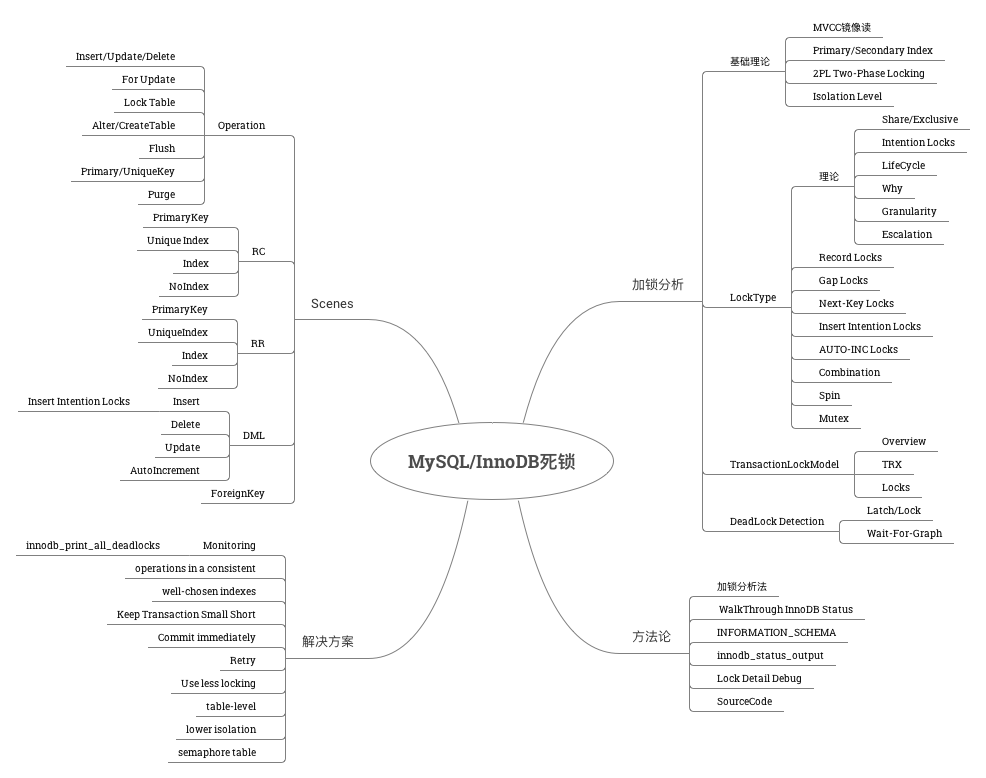 MySQL/InnoDB死锁
加锁分析
基础理论
MVCC镜像读
Primary/Secondary Index
2PL Two-Phase Locking
Isolation Level
LockType
理论
Share/Exclusive
Intention Locks
LifeCycle
Why
Granularity
Escalation
Record Locks
Gap Locks
Next-Key Locks
Insert Intention Locks
AUTO-INC Locks
Combination
Spin
Mutex
TransactionLockModel
Overview
TRX
Locks
DeadLock Detection
Latch/Lock
Wait-For-Graph
方法论
加锁分析法
WalkThrough InnoDB Status
INFORMATION_SCHEMA
innodb_status_output
Lock Detail Debug
SourceCode
Scenes
Operation
Insert/Update/Delete
For Update
Lock Table
Alter/CreateTable
Flush
Primary/UniqueKey
Purge
RC
PrimaryKey
Unique Index
Index
NoIndex
RR
PrimaryKey
UniqueIndex
Index
NoIndex
DML
Insert
Insert Intention Locks
Delete
Update
AutoIncrement
ForeignKey
解决方案
Monitoring
innodb_print_all_deadlocks
operations in a consistent
well-chosen indexes
Keep Transaction Small Short
Commit immediately
Retry
Use less locking
table-level
lower isolation
semaphore table